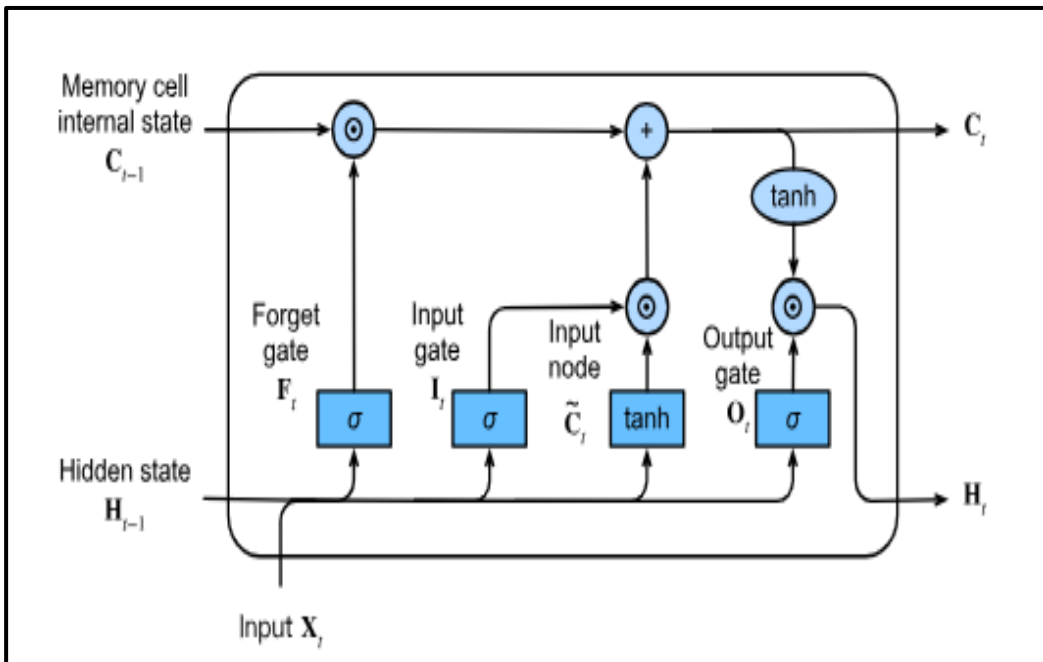 Memory cell
internal state
C_{t-1}
⊙
+
C_t
tanh
Forget
gate
F_t
Input
gate
I_t
Input
node
C̃_t
⊙
Output
gate
O_t
⊙
σ
σ
tanh
σ
Hidden state
H_{t-1}
H_t
Input X_t